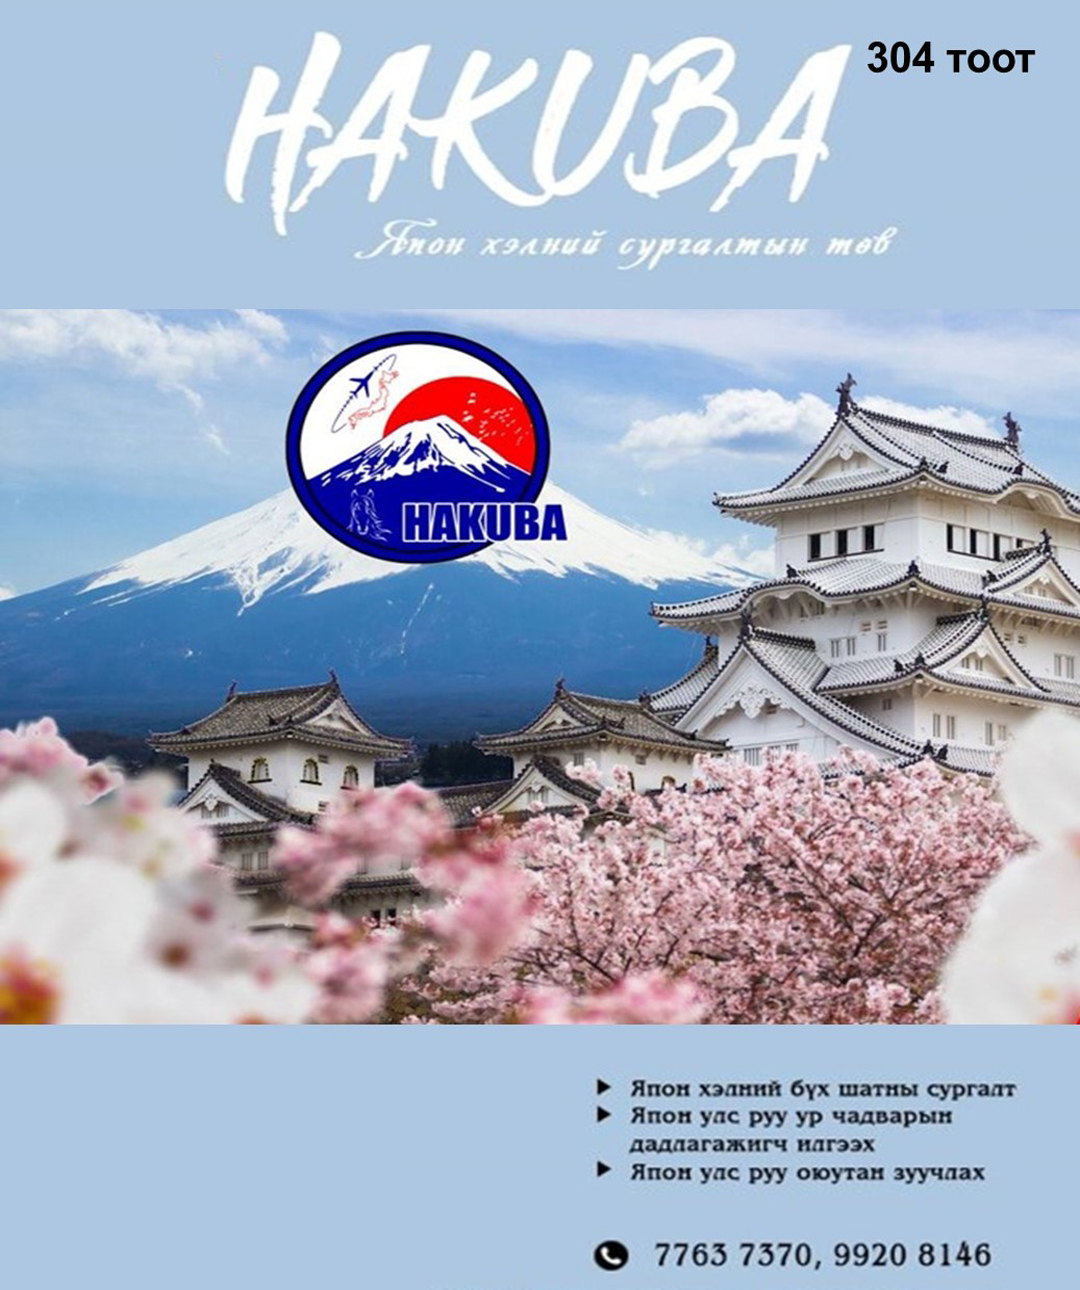 HAKUBA
304 тоот
Япон хэлний сургалтын төв
HAKUBA
Япон хэлний бүх шатны сургалт
Япон улс руу ур чадварын
дадлагажигч илгээх
Япон улс руу оюутан зуучлах
7763 7370, 9920 8146